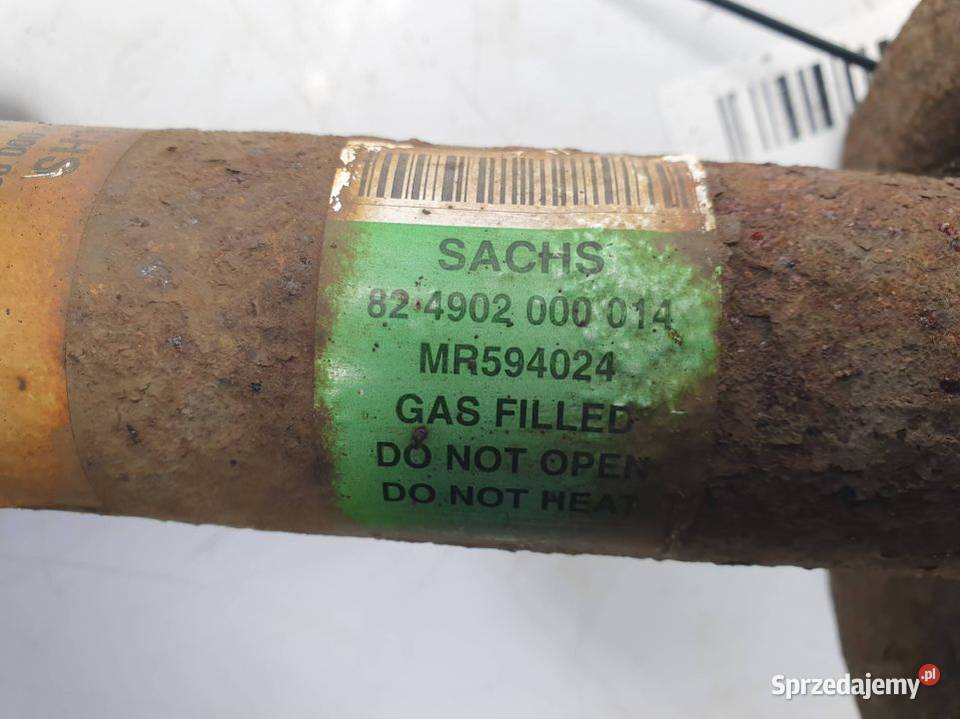 SACHS
82 4902 000 014
MR594024
GAS FILLED
DO NOT OPEN
DO NOT HEAT
Sprzedajemy.pl